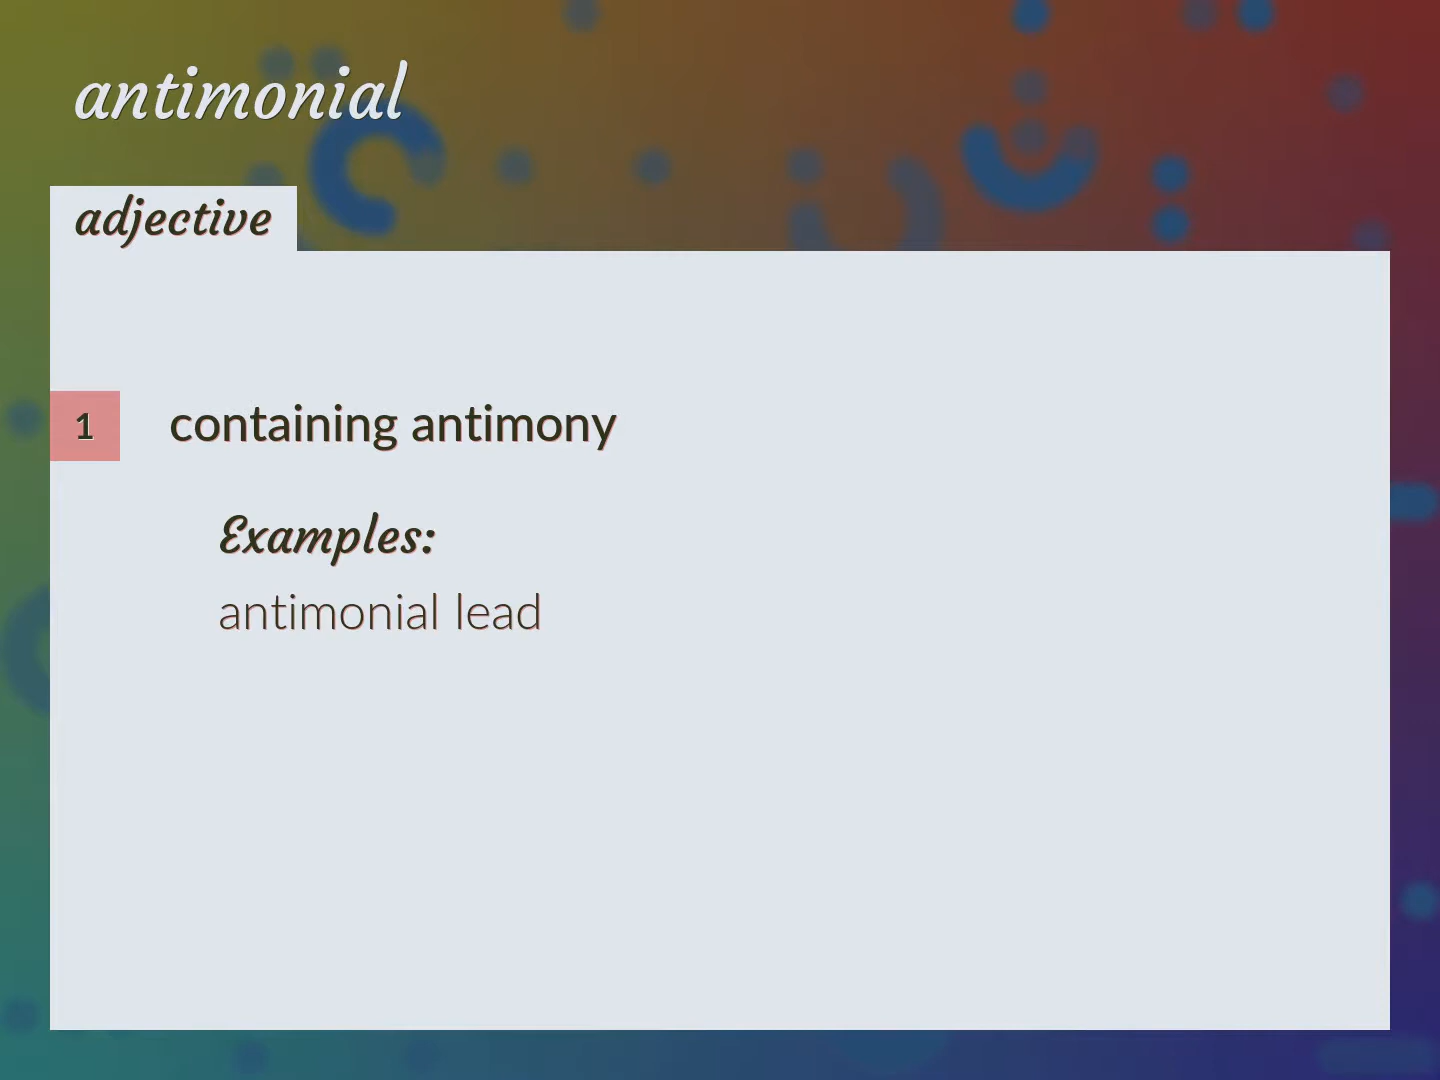 antimonial
adjective
1
containing antimony
Examples:
antimonial lead